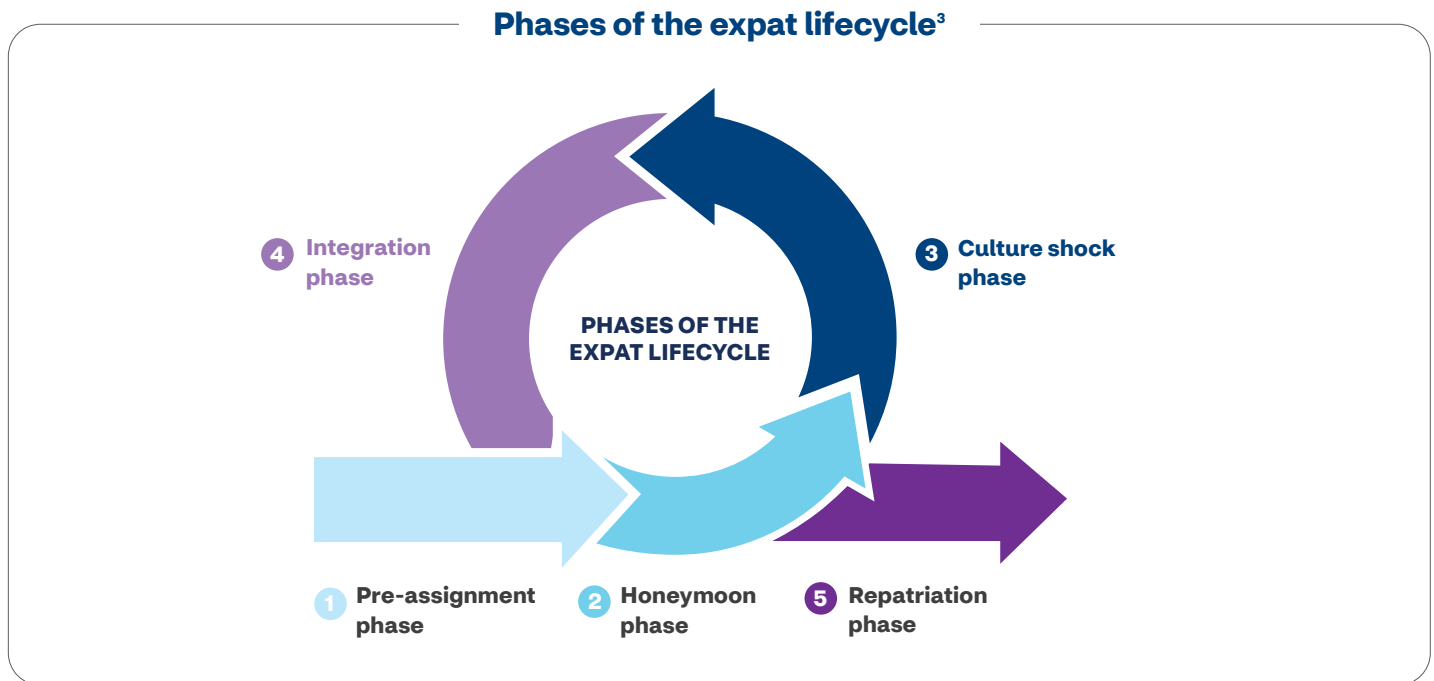 Phases of the expat lifecycle³
4 Integration
phase
3 Culture shock
phase
PHASES OF THE
EXPAT LIFECYCLE
1 Pre-assignment
phase
2 Honeymoon
phase
5 Repatriation
phase